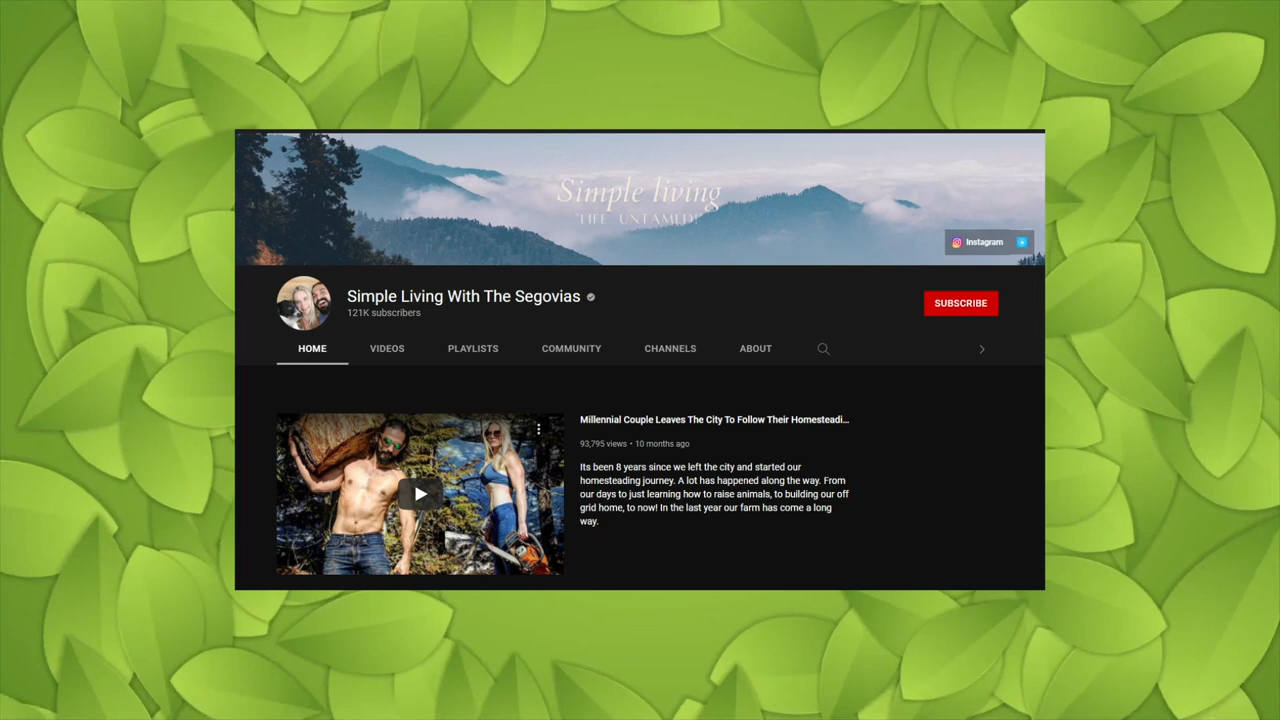 Simple living
"LIFE UNTAMED!
Instagram
Simple Living With The Segovias
121K subscribers
SUBSCRIBE
HOME VIDEOS PLAYLISTS COMMUNITY CHANNELS ABOUT
Millennial Couple Leaves The City To Follow Their Homesteadi...
93,795 views • 10 months ago
Its been 8 years since we left the city and started our
homesteading journey. A lot has happened along the way. From
our days to just learning how to raise animals, to building our off
grid home, to now! In the last year our farm has come a long
way.